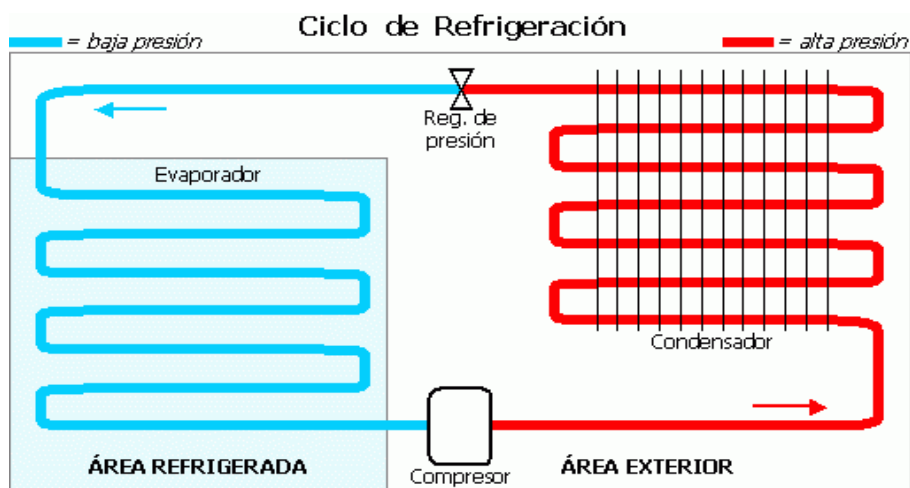 Ciclo de Refrigeración
= baja presión
= alta presión
Reg. de
presión
Evaporador
Condensador
ÁREA REFRIGERADA
Compresor
ÁREA EXTERIOR